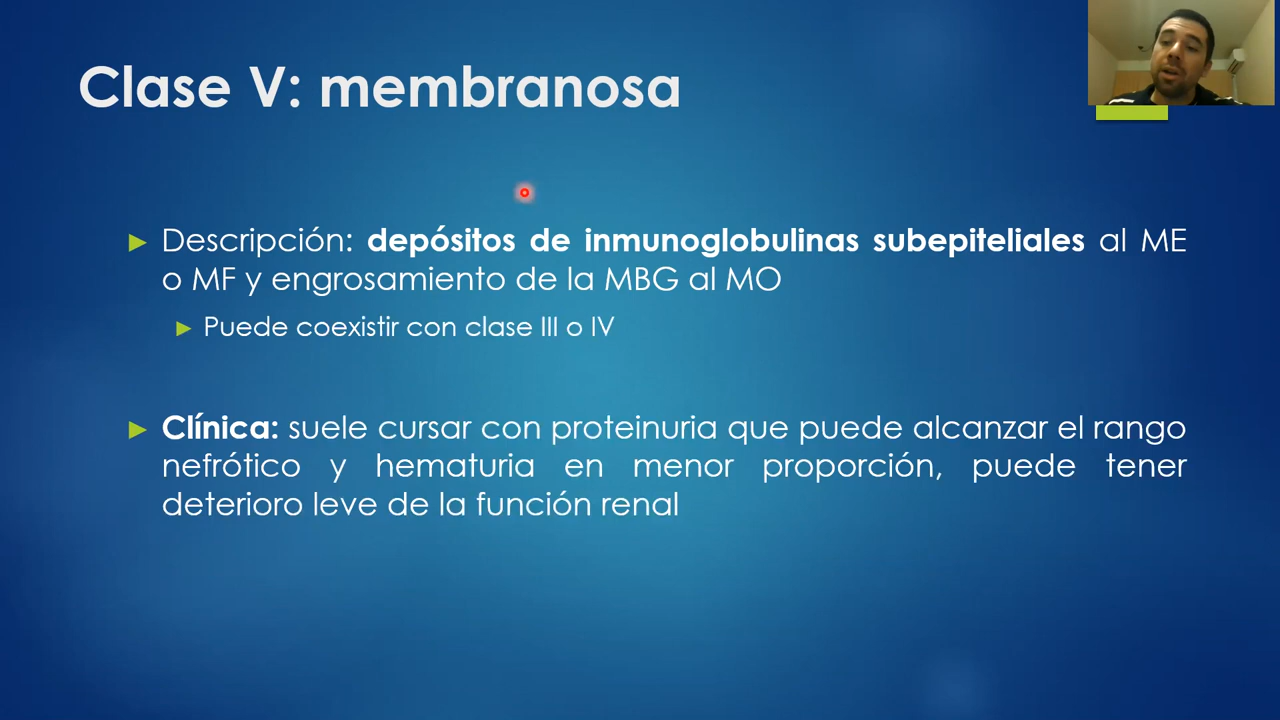 Clase V: membranosa
Descripción: depósitos de inmunoglobulinas subepiteliales al ME
o MF y engrosamiento de la MBG al MO
Puede coexistir con clase III o IV
Clínica: suele cursar con proteinuria que puede alcanzar el rango
nefrótico y hematuria en menor proporción, puede tener
deterioro leve de la función renal